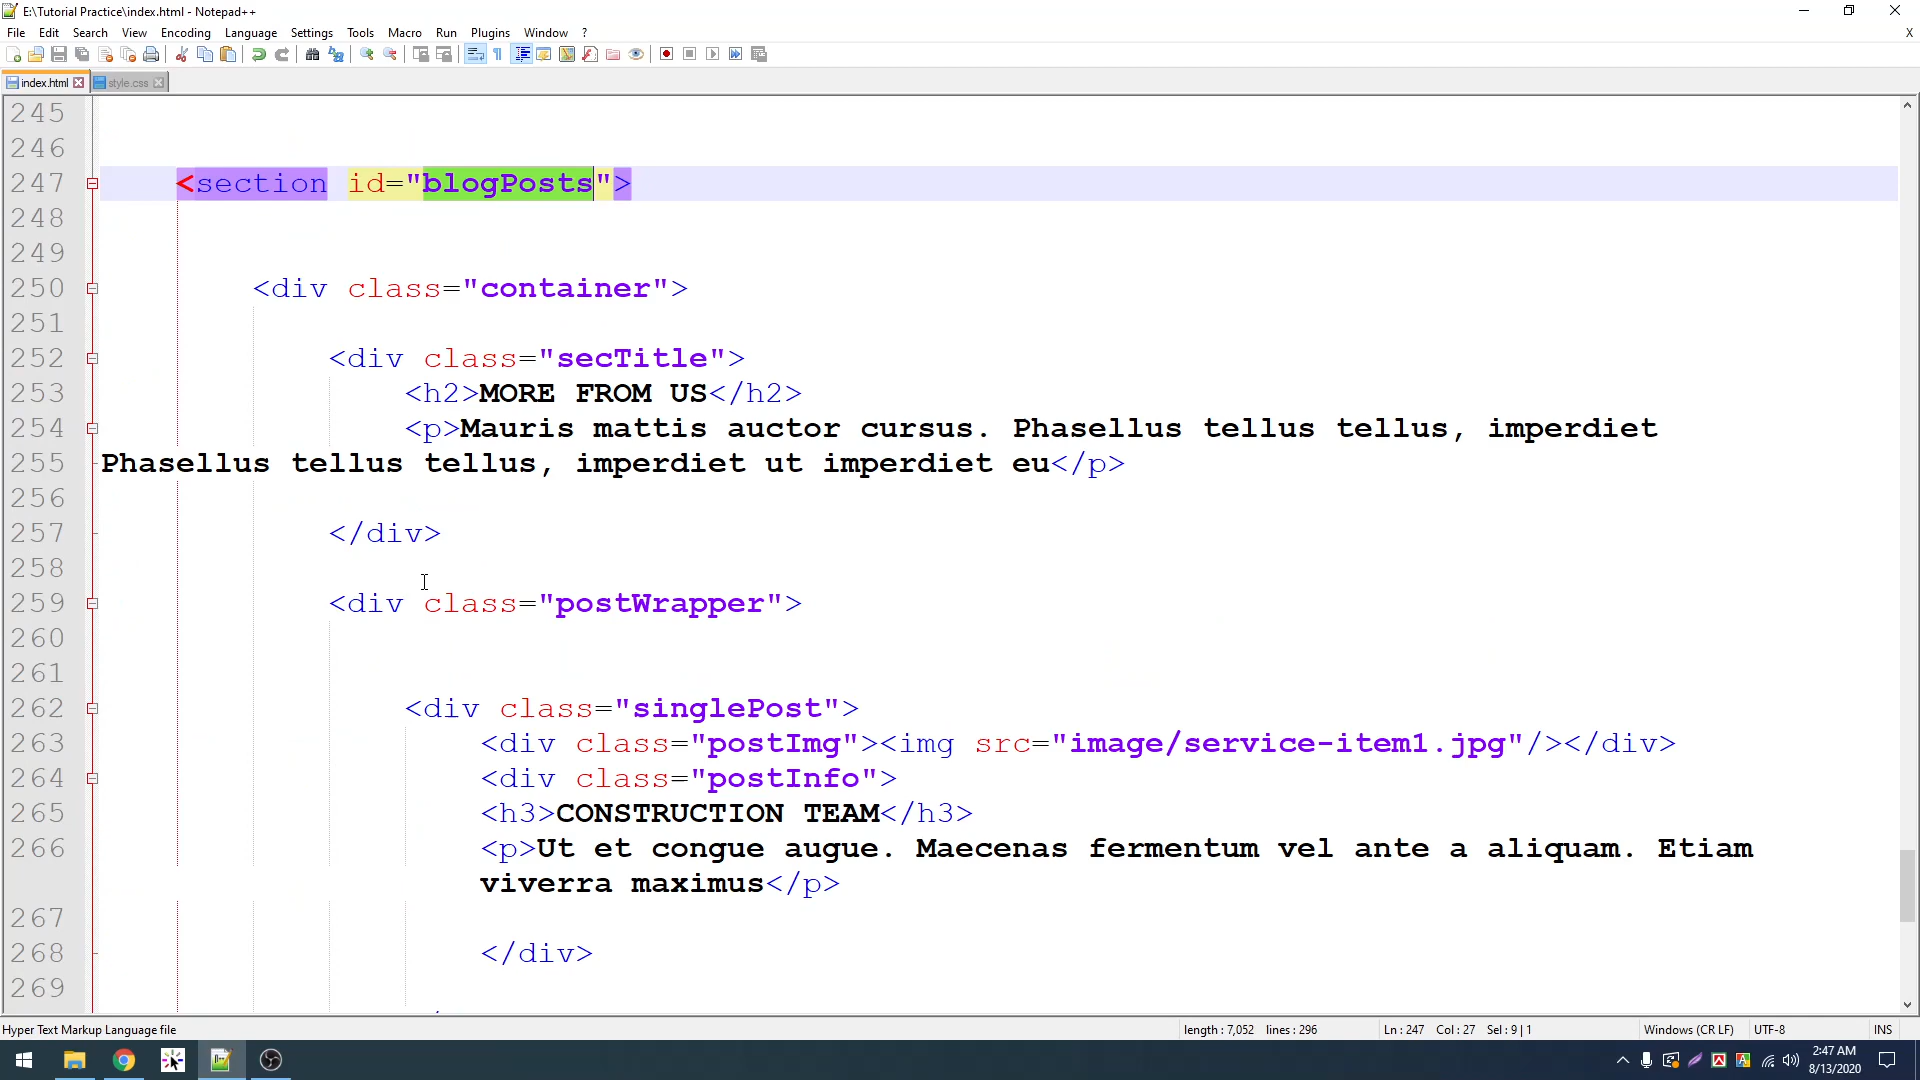 E:\Tutorial Practice\index.html - Notepad++
File Edit Search View Encoding Language Settings Tools Macro Run Plugins Window ? X
index.html style.css
245
246
247 <section id="blogPosts">
248
249
250 <div class="container">
251
252 <div class="secTitle">
253 <h2>MORE FROM US</h2>
254 <p>Mauris mattis auctor cursus. Phasellus tellus tellus, imperdiet
255 Phasellus tellus tellus, imperdiet ut imperdiet eu</p>
256
257 </div>
258
259 <div class="postWrapper">
260
261
262 <div class="singlePost">
263 <div class="postImg"><img src="image/service-item1.jpg"/></div>
264 <div class="postInfo">
265 <h3>CONSTRUCTION TEAM</h3>
266 <p>Ut et congue augue. Maecenas fermentum vel ante a aliquam. Etiam
viverra maximus</p>
267
268 </div>
269
Hyper Text Markup Language file length : 7,052 lines : 296 Ln : 247 Col : 27 Sel : 9 | 1 Windows (CR LF) UTF-8 INS
2:47 AM
8/13/2020